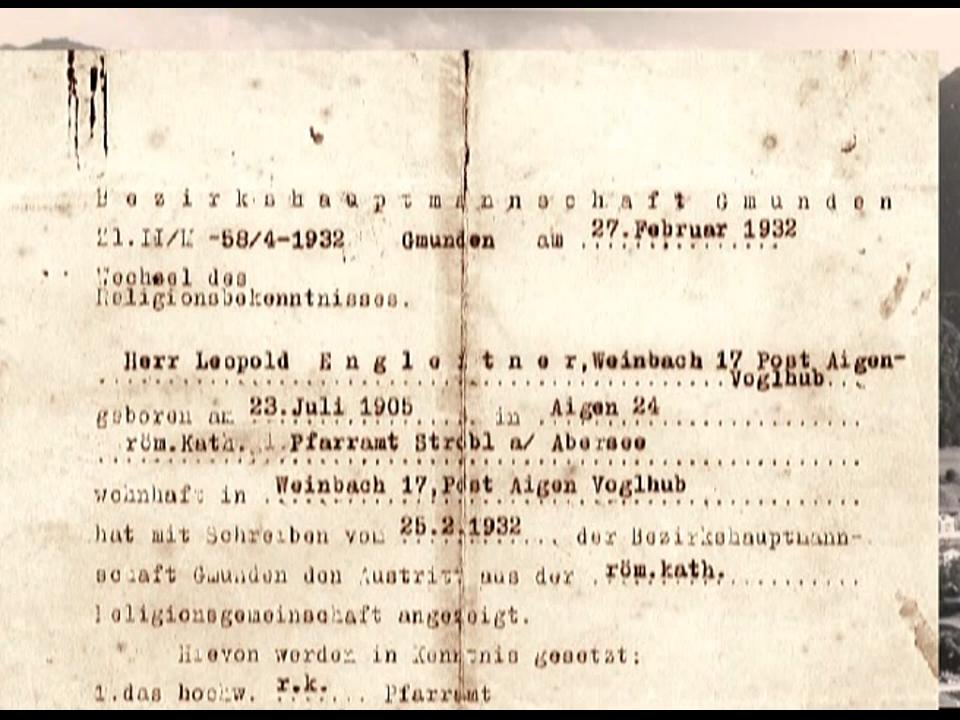 Bezirkshauptmannschaft Gmunden
Zl.II/E -58/4-1932 Gmunden am 27.Februar 1932
Wechsel des
Religionsbekenntnisses.
Herr Leopold Engleitner, Weinbach 17 Post Aigen-
Voglhub
geboren am 23.Juli 1905 in Aigen 24
röm.Kath. Pfarramt Strobl a/ Abersee
wohnhaft in Weinbach 17,Post Aigen Voglhub
hat mit Schreiben vom 25.2.1932 der Bezirkshauptmann-
schaft Gmunden den Austritt aus der röm.kath.
Religionsgemeinschaft angezeigt.
Hievon werden in Kenntnis gesetzt:
1.das hochw. r.k. Pfarramt